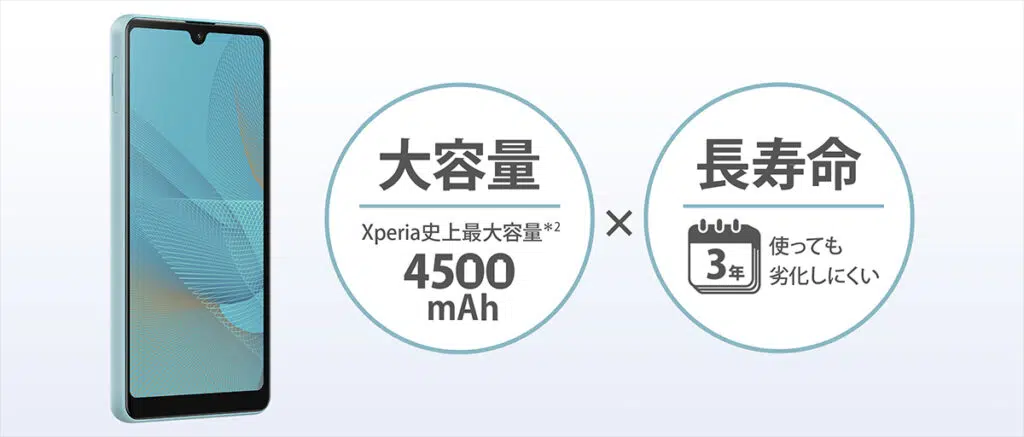 大容量
Xperia史上最大容量*2
4500
mAh
×
長寿命
3年
使っても
劣化しにくい